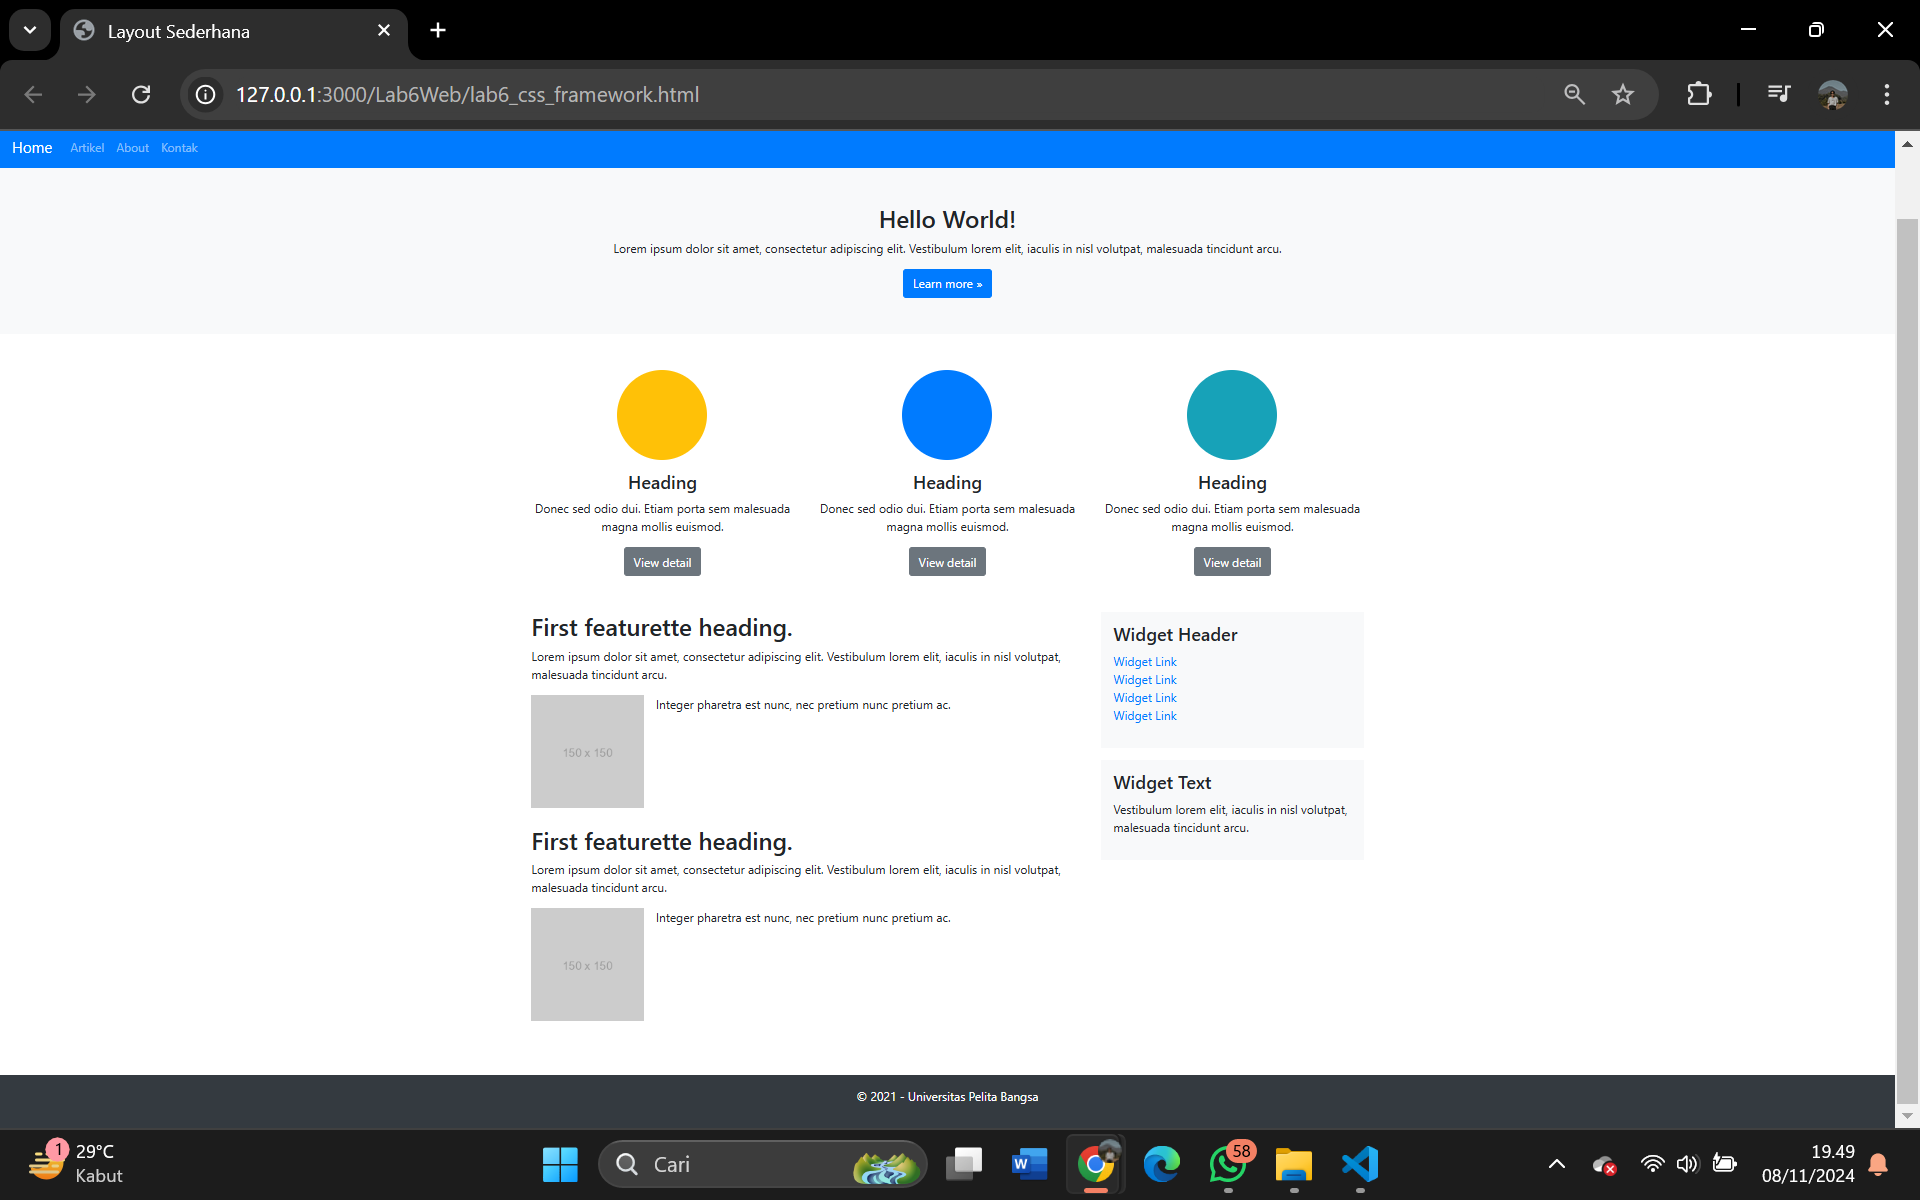 Layout Sederhana
127.0.0.1:3000/Lab6Web/lab6_css_framework.html
Home Artikel About Kontak
Hello World!
Lorem ipsum dolor sit amet, consectetur adipiscing elit. Vestibulum lorem elit, iaculis in nisl volutpat, malesuada tincidunt arcu.
Learn more »
Heading
Donec sed odio dui. Etiam porta sem malesuada
magna mollis euismod.
View detail
Heading
Donec sed odio dui. Etiam porta sem malesuada
magna mollis euismod.
View detail
Heading
Donec sed odio dui. Etiam porta sem malesuada
magna mollis euismod.
View detail
First featurette heading.
Lorem ipsum dolor sit amet, consectetur adipiscing elit. Vestibulum lorem elit, iaculis in nisl volutpat,
malesuada tincidunt arcu.
150 x 150
Integer pharetra est nunc, nec pretium nunc pretium ac.
First featurette heading.
Lorem ipsum dolor sit amet, consectetur adipiscing elit. Vestibulum lorem elit, iaculis in nisl volutpat,
malesuada tincidunt arcu.
150 x 150
Integer pharetra est nunc, nec pretium nunc pretium ac.
Widget Header
Widget Link
Widget Link
Widget Link
Widget Link
Widget Text
Vestibulum lorem elit, iaculis in nisl volutpat,
malesuada tincidunt arcu.
© 2021 - Universitas Pelita Bangsa
1
29°C
Kabut
Cari
W
58
19.49
08/11/2024